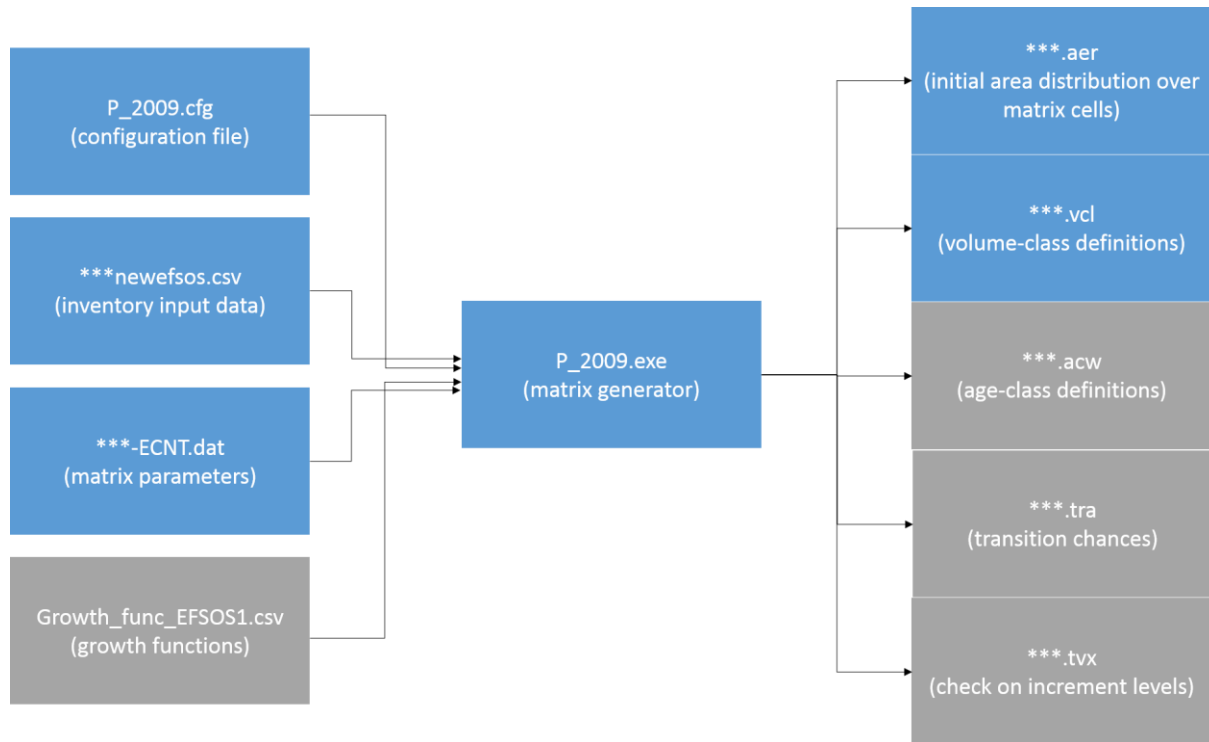 P_2009.cfg
(configuration file)
***newefsos.csv
(inventory input data)
***-ECNT.dat
(matrix parameters)
Growth_func_EFSOS1.csv
(growth functions)
P_2009.exe
(matrix generator)
***.aer
(initial area distribution over
matrix cells)
***.vcl
(volume-class definitions)
***.acw
(age-class definitions)
***.tra
(transition chances)
***.tvx
(check on increment levels)